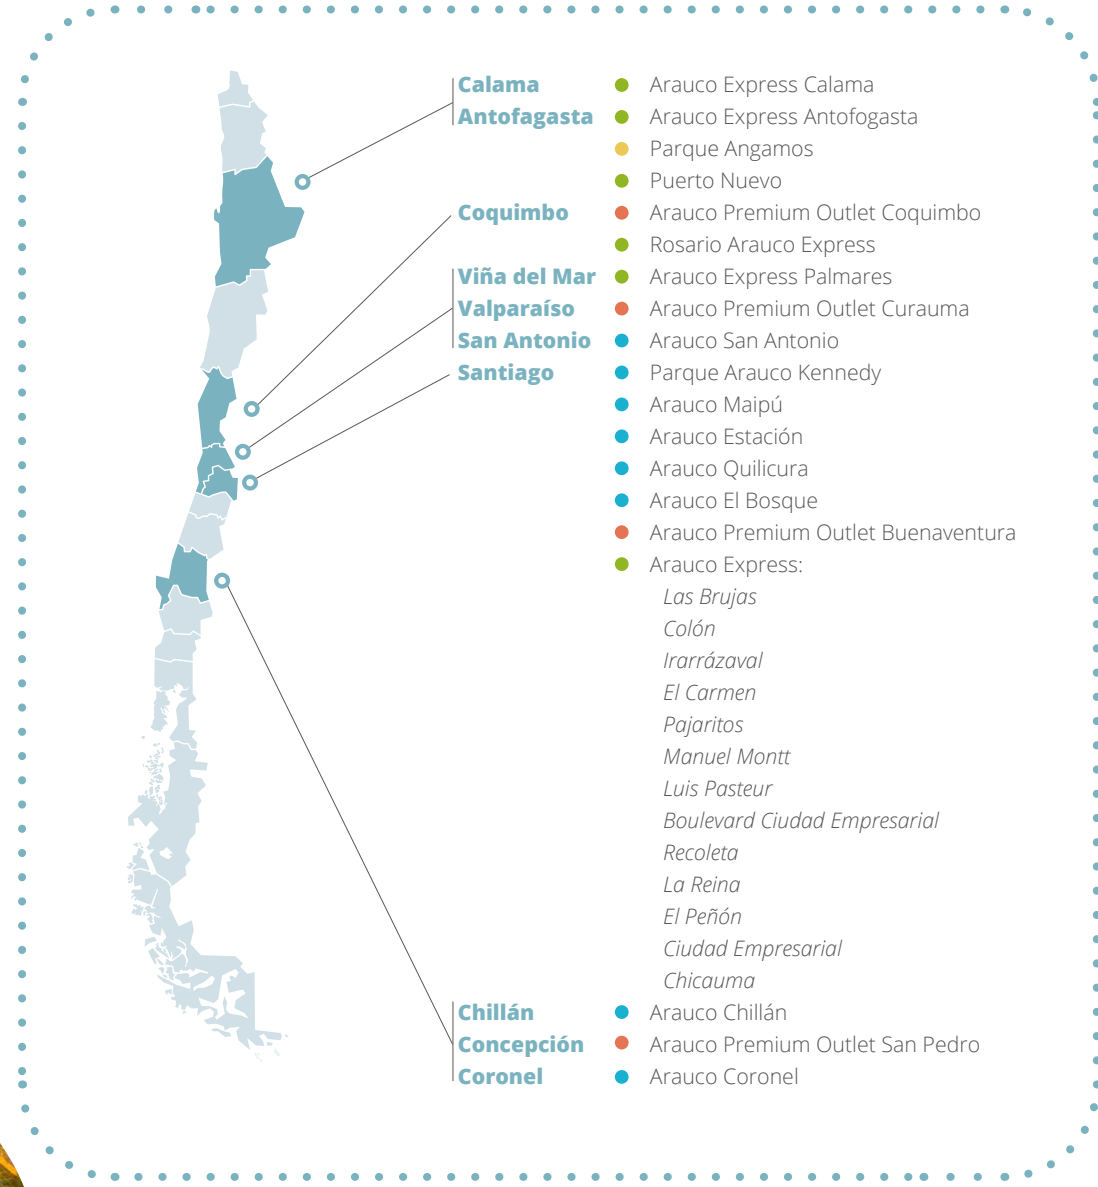 Calama Arauco Express Calama
Antofagasta Arauco Express Antofogasta
Parque Angamos
Puerto Nuevo
Coquimbo Arauco Premium Outlet Coquimbo
Rosario Arauco Express
Viña del Mar Arauco Express Palmares
Valparaíso Arauco Premium Outlet Curauma
San Antonio Arauco San Antonio
Santiago Parque Arauco Kennedy
Arauco Maipú
Arauco Estación
Arauco Quilicura
Arauco El Bosque
Arauco Premium Outlet Buenaventura
Arauco Express:
Las Brujas
Colón
Irarrázaval
El Carmen
Pajaritos
Manuel Montt
Luis Pasteur
Boulevard Ciudad Empresarial
Recoleta
La Reina
El Peñón
Ciudad Empresarial
Chicauma
Chillán Arauco Chillán
Concepción Arauco Premium Outlet San Pedro
Coronel Arauco Coronel